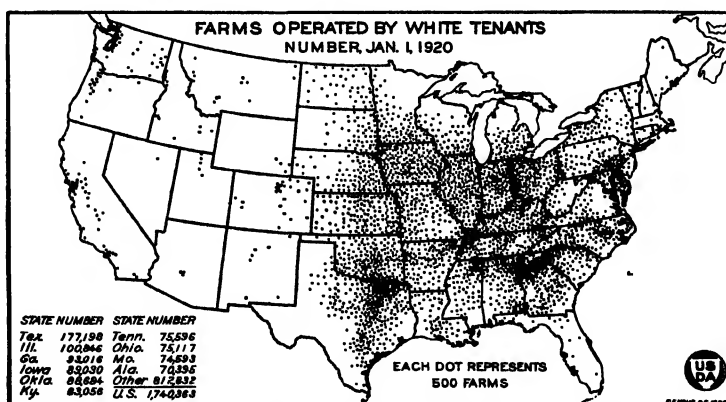 FARMS OPERATED BY WHITE TENANTS
NUMBER, JAN. 1, 1920
STATE NUMBER STATE NUMBER
Tex. 177,198 Tenn. 75,596
Ill. 100,846 Ohio. 75,117
Ga. 93,016 Mo. 74,593
Iowa 89,030 Ala. 70,395
Okla. 88,684 Other 812,832
Ky. 83,056 U.S. 1,740,363
EACH DOT REPRESENTS
500 FARMS
US
DA